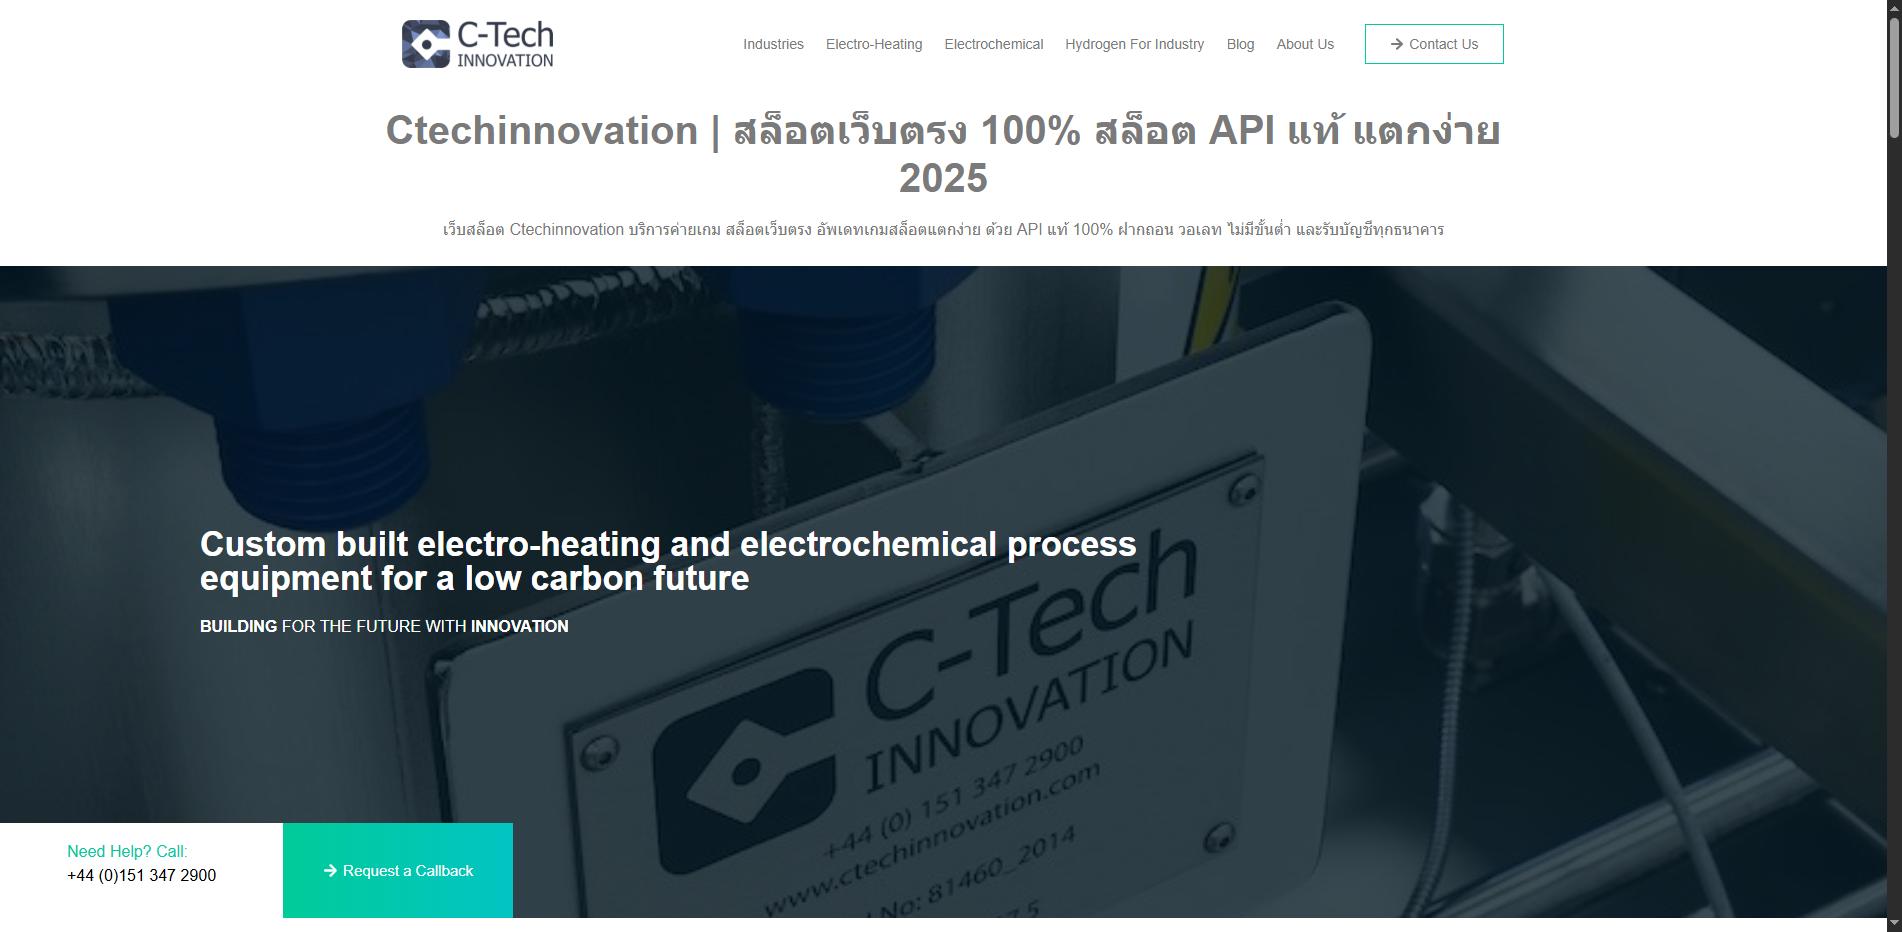 C-Tech
INNOVATION
Industries
Electro-Heating
Electrochemical
Hydrogen For Industry
Blog
About Us
Contact Us
Ctechinnovation | สล็อตเว็บตรง 100% สล็อต API แท้ แตกง่าย
2025
เว็บสล็อต Ctechinnovation บริการค่ายเกม สล็อตเว็บตรง อัพเดทเกมสล็อตแตกง่าย ด้วย API แท้ 100% ฝากถอน วอเลท ไม่มีขั้นต่ำ และรับบัญชีทุกธนาคาร
Custom built electro-heating and electrochemical process
equipment for a low carbon future
BUILDING FOR THE FUTURE WITH INNOVATION
C-Tech
INNOVATION
+44 (0) 151 347 2900
www.ctechinnovation.com
No: 81460_2014
7.5
Need Help? Call:
+44 (0)151 347 2900
Request a Callback